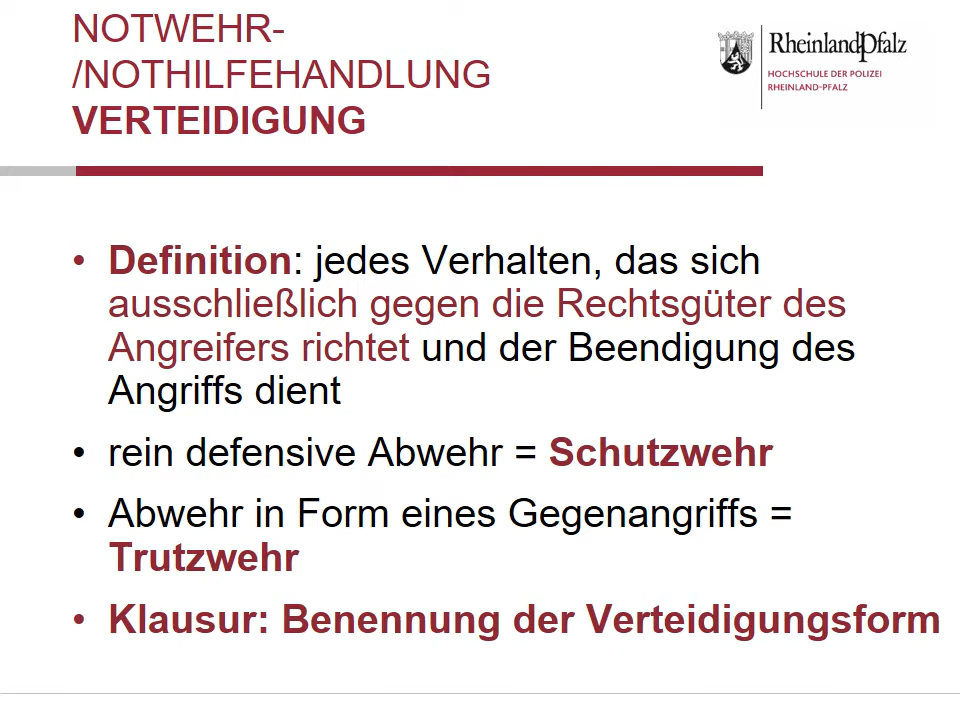 NOTWEHR-
/NOTHILFEHANDLUNG
VERTEIDIGUNG
RheinlandPfalz
HOCHSCHULE DER POLIZEI
RHEINLAND-PFALZ
• Definition: jedes Verhalten, das sich
ausschließlich gegen die Rechtsgüter des
Angreifers richtet und der Beendigung des
Angriffs dient
• rein defensive Abwehr = Schutzwehr
• Abwehr in Form eines Gegenangriffs =
Trutzwehr
• Klausur: Benennung der Verteidigungsform